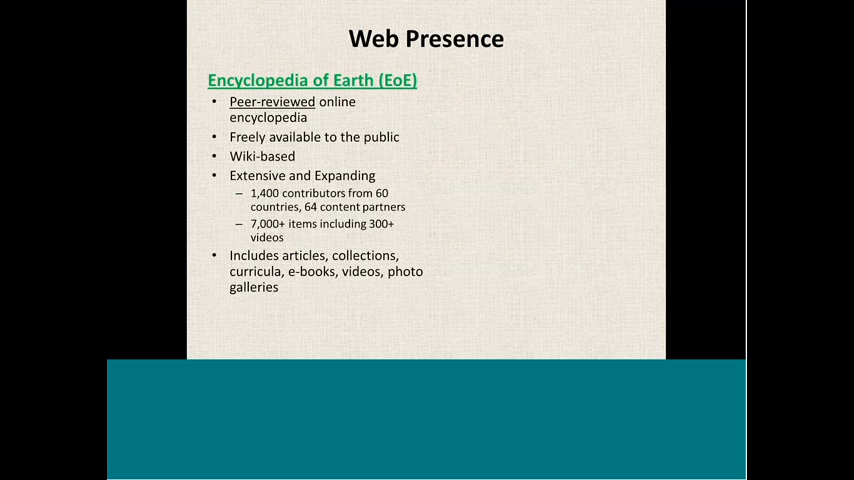 Web Presence
Encyclopedia of Earth (EoE)
• Peer-reviewed online
encyclopedia
• Freely available to the public
• Wiki-based
• Extensive and Expanding
– 1,400 contributors from 60
countries, 64 content partners
– 7,000+ items including 300+
videos
• Includes articles, collections,
curricula, e-books, videos, photo
galleries